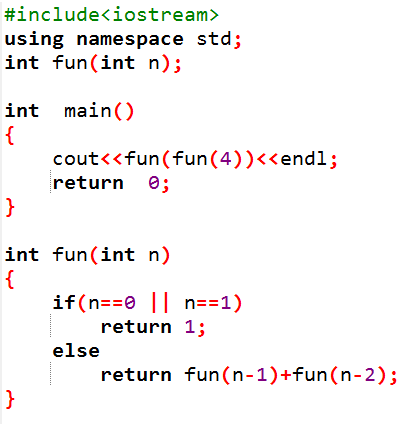 #include<iostream>
using namespace std;
int fun(int n);

int  main()
{
    cout<<fun(fun(4))<<endl;
    return  0;
}

int fun(int n)
{
    if(n==0 || n==1)
        return 1;
    else
        return fun(n-1)+fun(n-2);
}